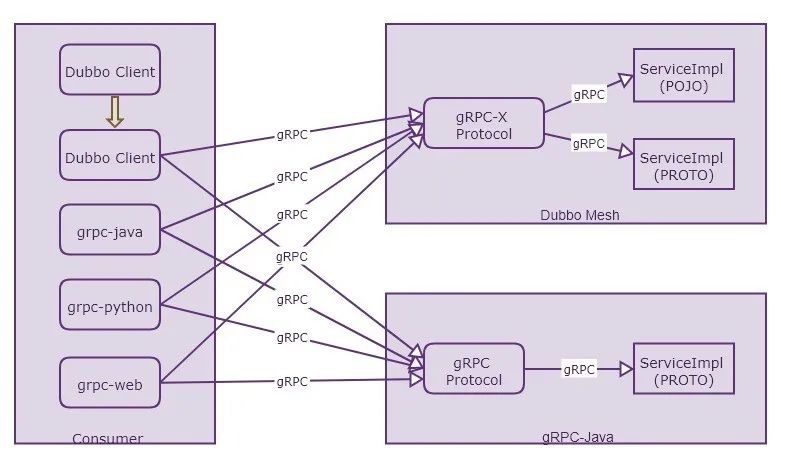 Dubbo Client
Dubbo Client
grpc-java
grpc-python
grpc-web
Consumer
gRPC
gRPC
gRPC
gRPC
gRPC
gRPC
gRPC
gRPC-X
Protocol
gRPC
gRPC
ServiceImpl
(POJO)
ServiceImpl
(PROTO)
Dubbo Mesh
gRPC
Protocol
gRPC
ServiceImpl
(PROTO)
gRPC-Java